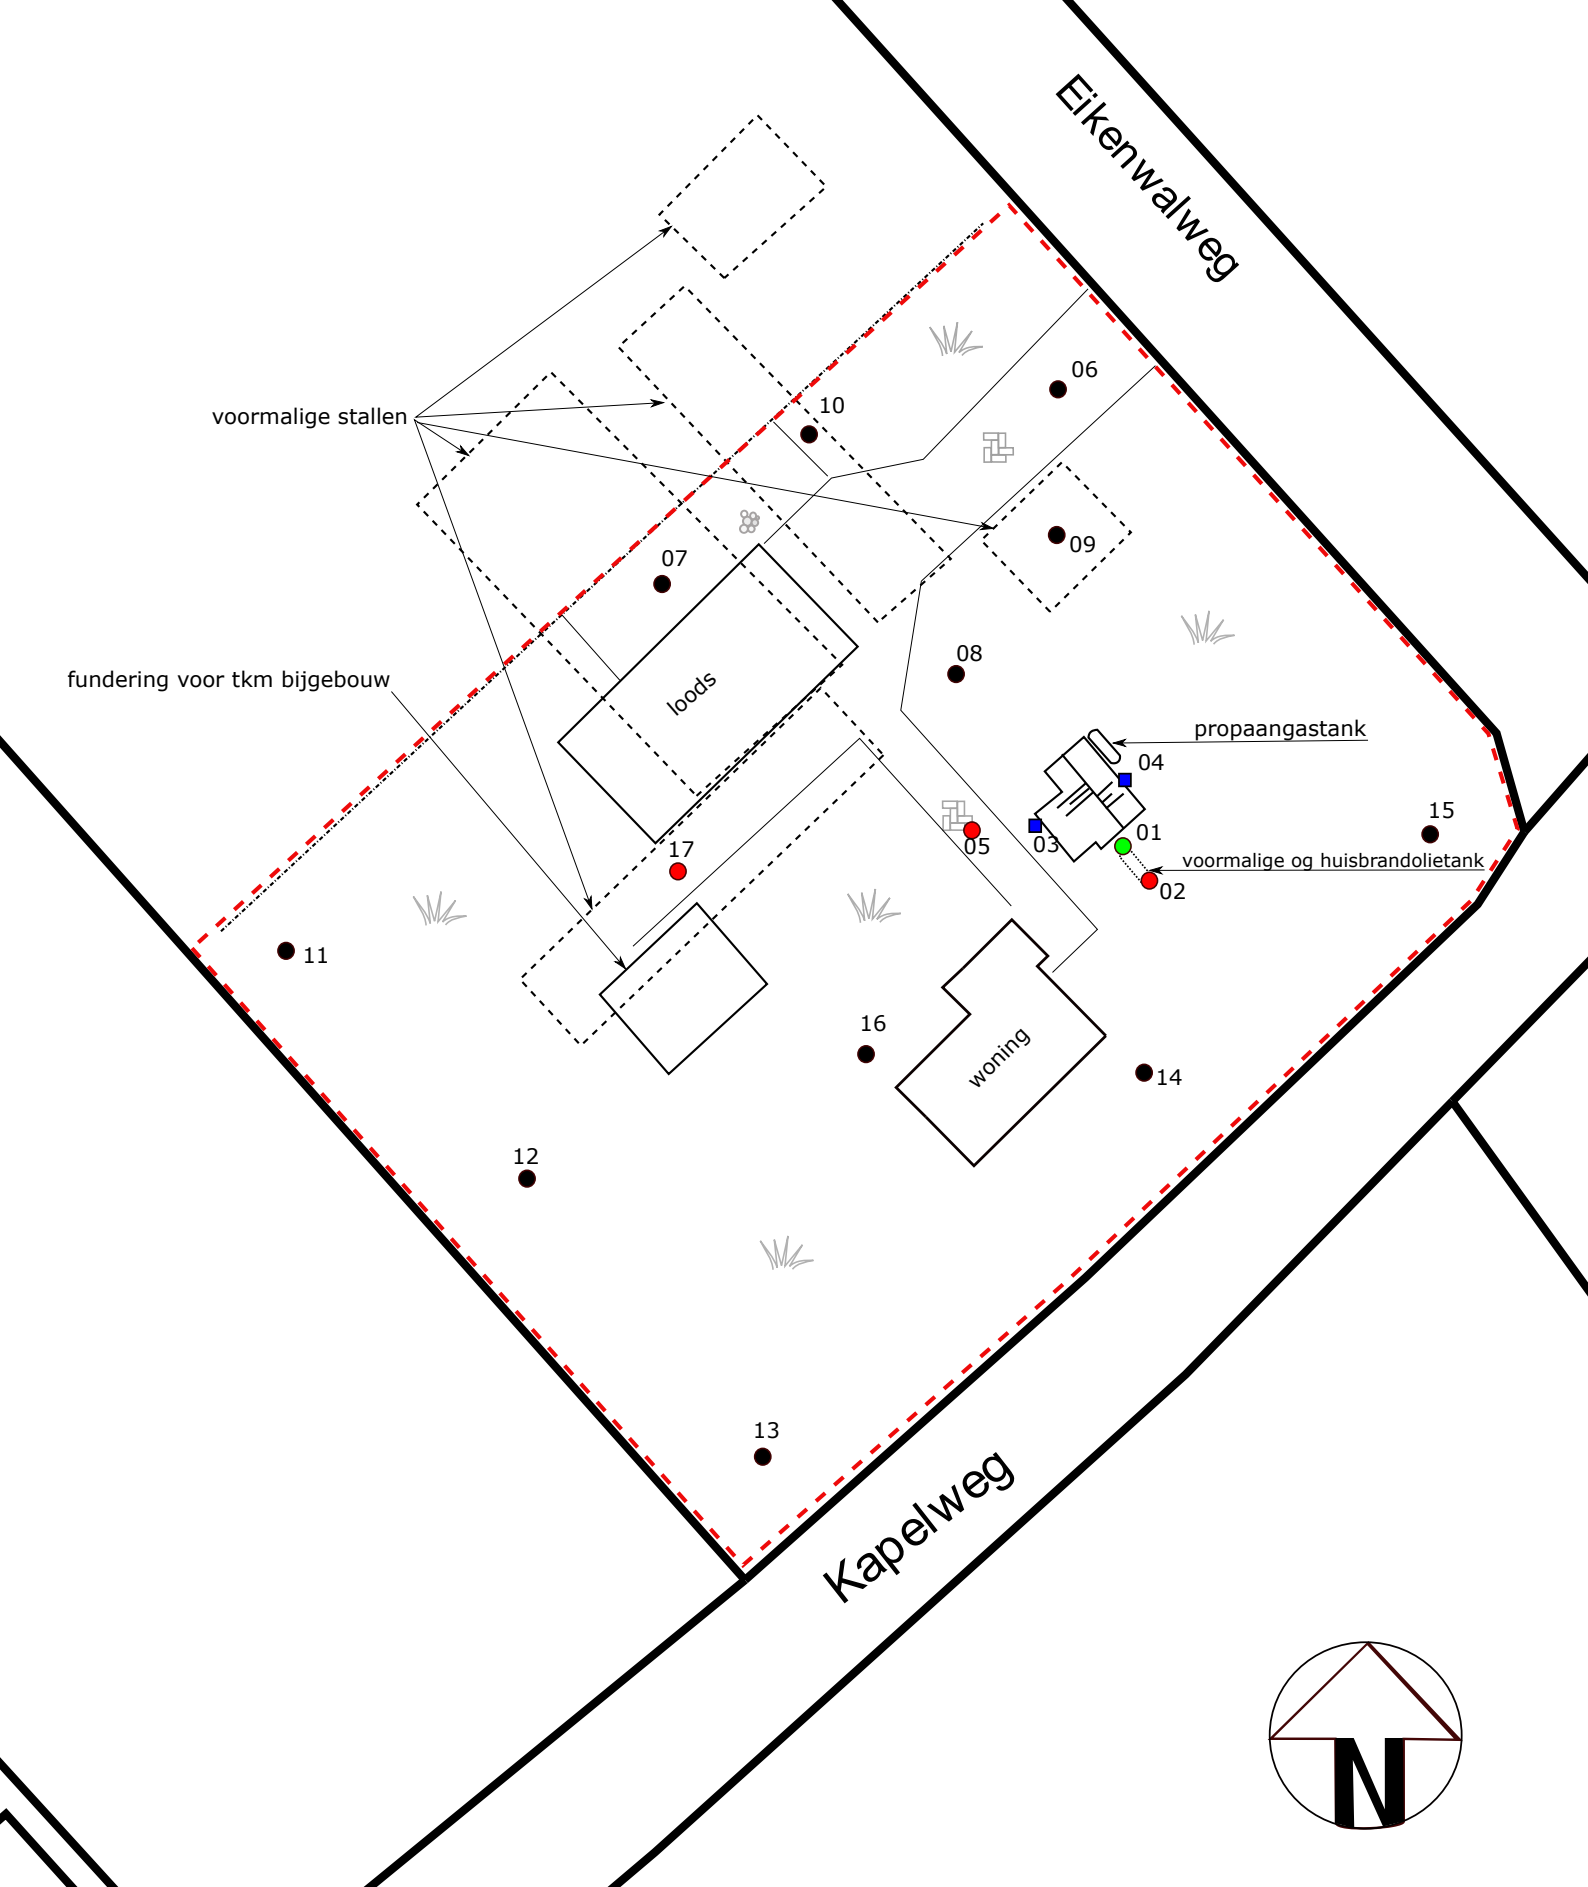 Eikenwalweg
06
10
voormalige stallen
09
07
08
fundering voor tkm bijgebouw
loods
propaangastank
04
15
01
03
05
17
voormalige og huisbrandolietank
02
11
16
woning
14
12
13
Kapelweg
N